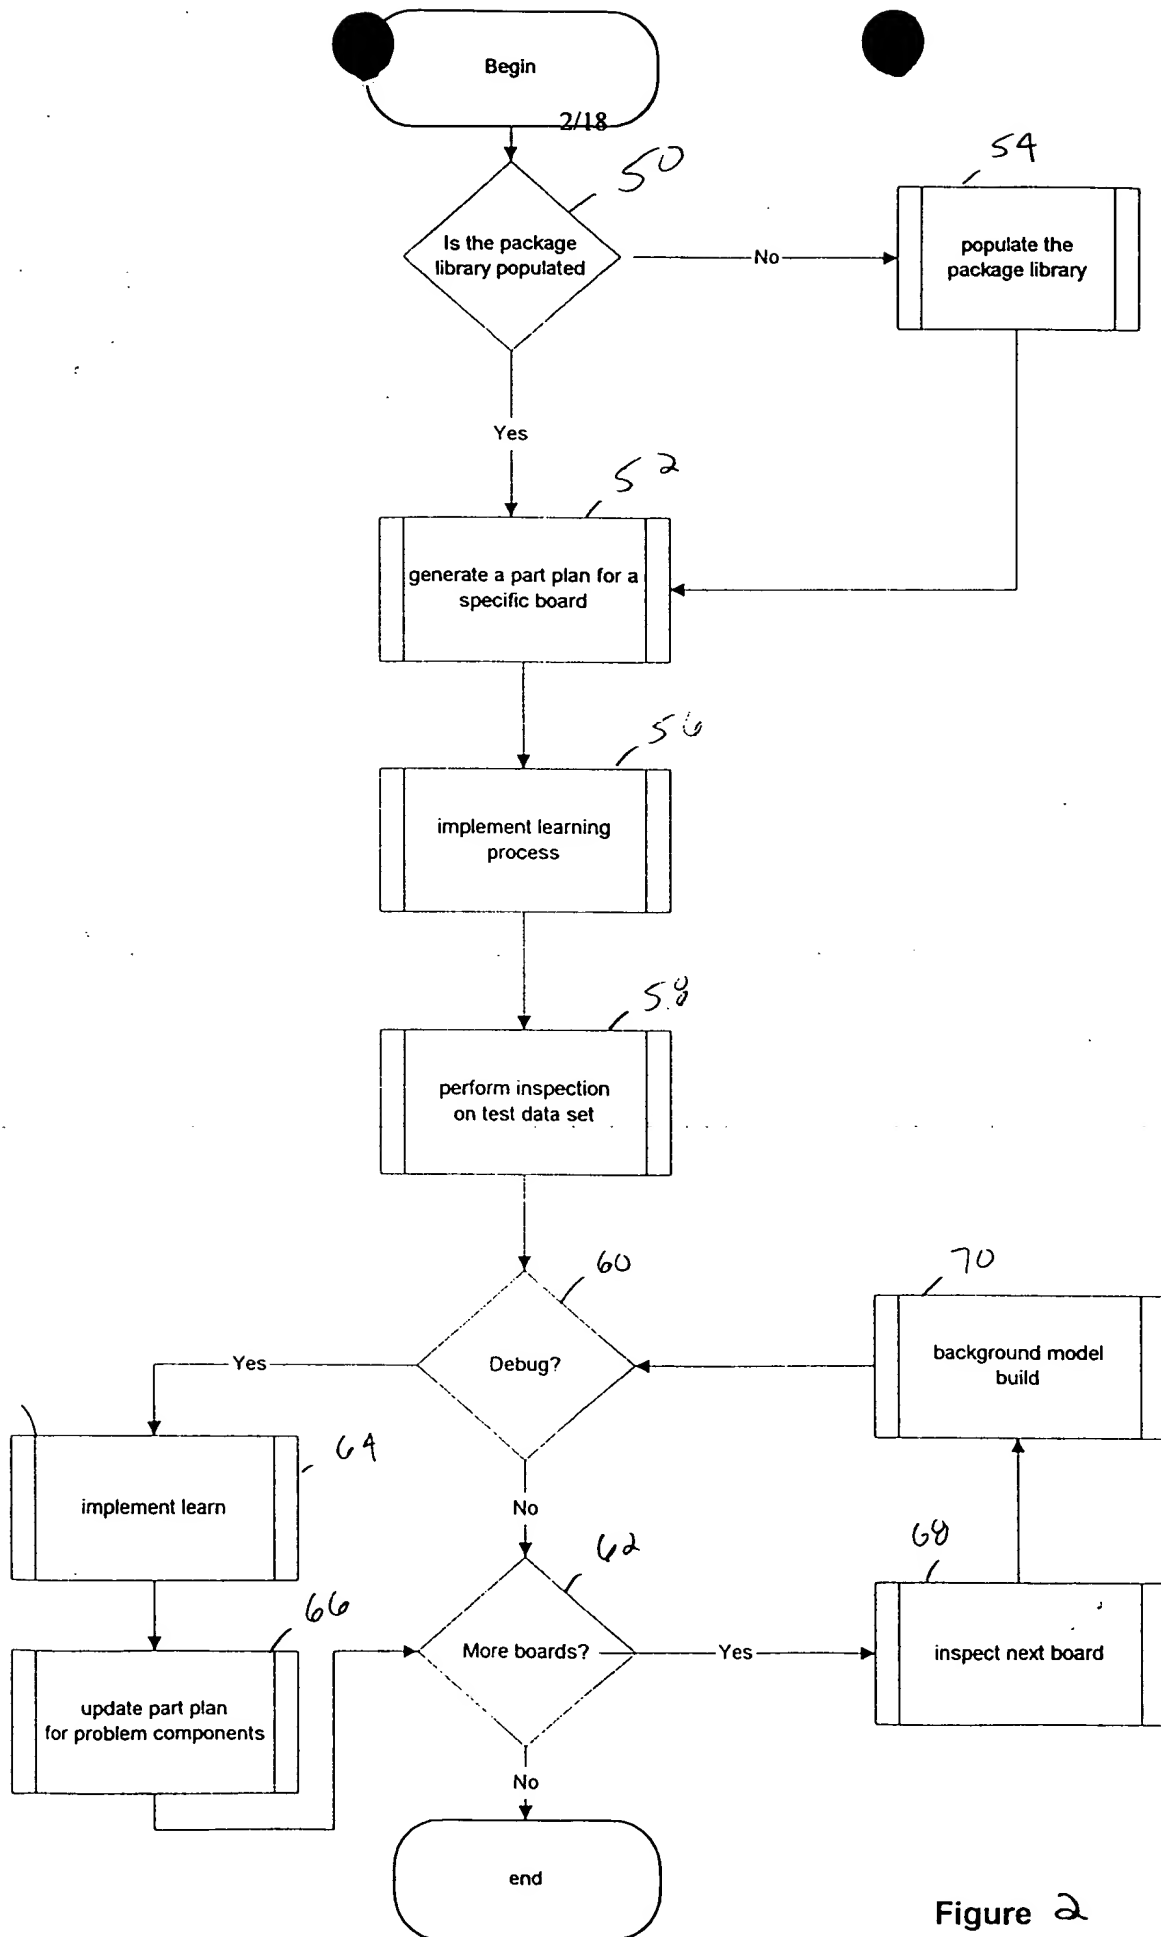 Begin
2/18
50
54
Is the package
library populated
No
populate the
package library
Yes
52
generate a part plan for a
specific board
56
implement learning
process
58
perform inspection
on test data set
60
70
Yes
Debug?
background model
build
64
implement learn
No
62
68
66
More boards?
Yes
inspect next board
update part plan
for problem components
No
end
Figure 2